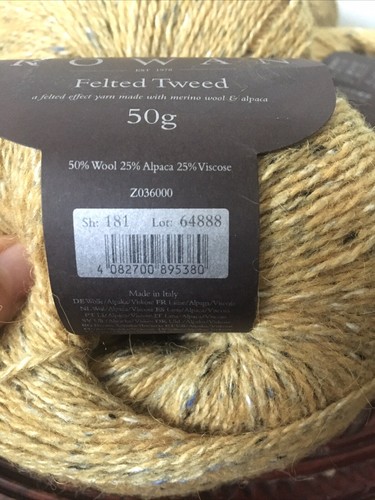 ROWAN
Felted Tweed
a felted effect yarn made with merino wool & alpaca
50g
50% Wool 25% Alpaca 25% Viscose
Z036000
Sh: 181 Lot: 64888
4 082700 895380
Made in Italy